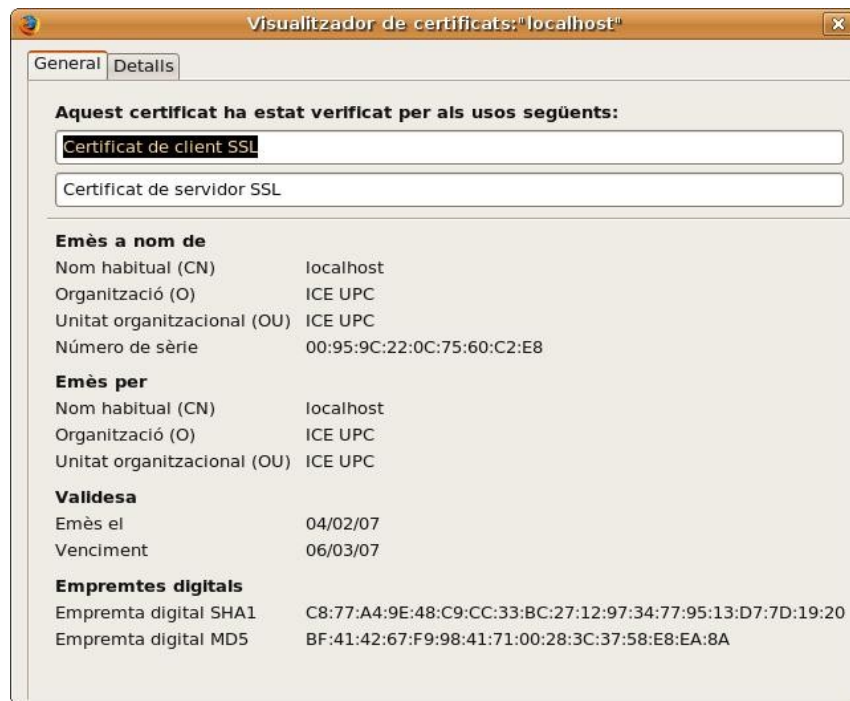 Visualitzador de certificats:"localhost"
General Detalls
Aquest certificat ha estat verificat per als usos següents:
Certificat de client SSL
Certificat de servidor SSL
Emès a nom de
Nom habitual (CN) localhost
Organització (O) ICE UPC
Unitat organitzacional (OU) ICE UPC
Número de sèrie 00:95:9C:22:0C:75:60:C2:E8
Emès per
Nom habitual (CN) localhost
Organització (O) ICE UPC
Unitat organitzacional (OU) ICE UPC
Validesa
Emès el 04/02/07
Venciment 06/03/07
Empremtes digitals
Empremta digital SHA1 C8:77:A4:9E:48:C9:CC:33:BC:27:12:97:34:77:95:13:D7:7D:19:20
Empremta digital MD5 BF:41:42:67:F9:98:41:71:00:28:3C:37:58:E8:EA:8A